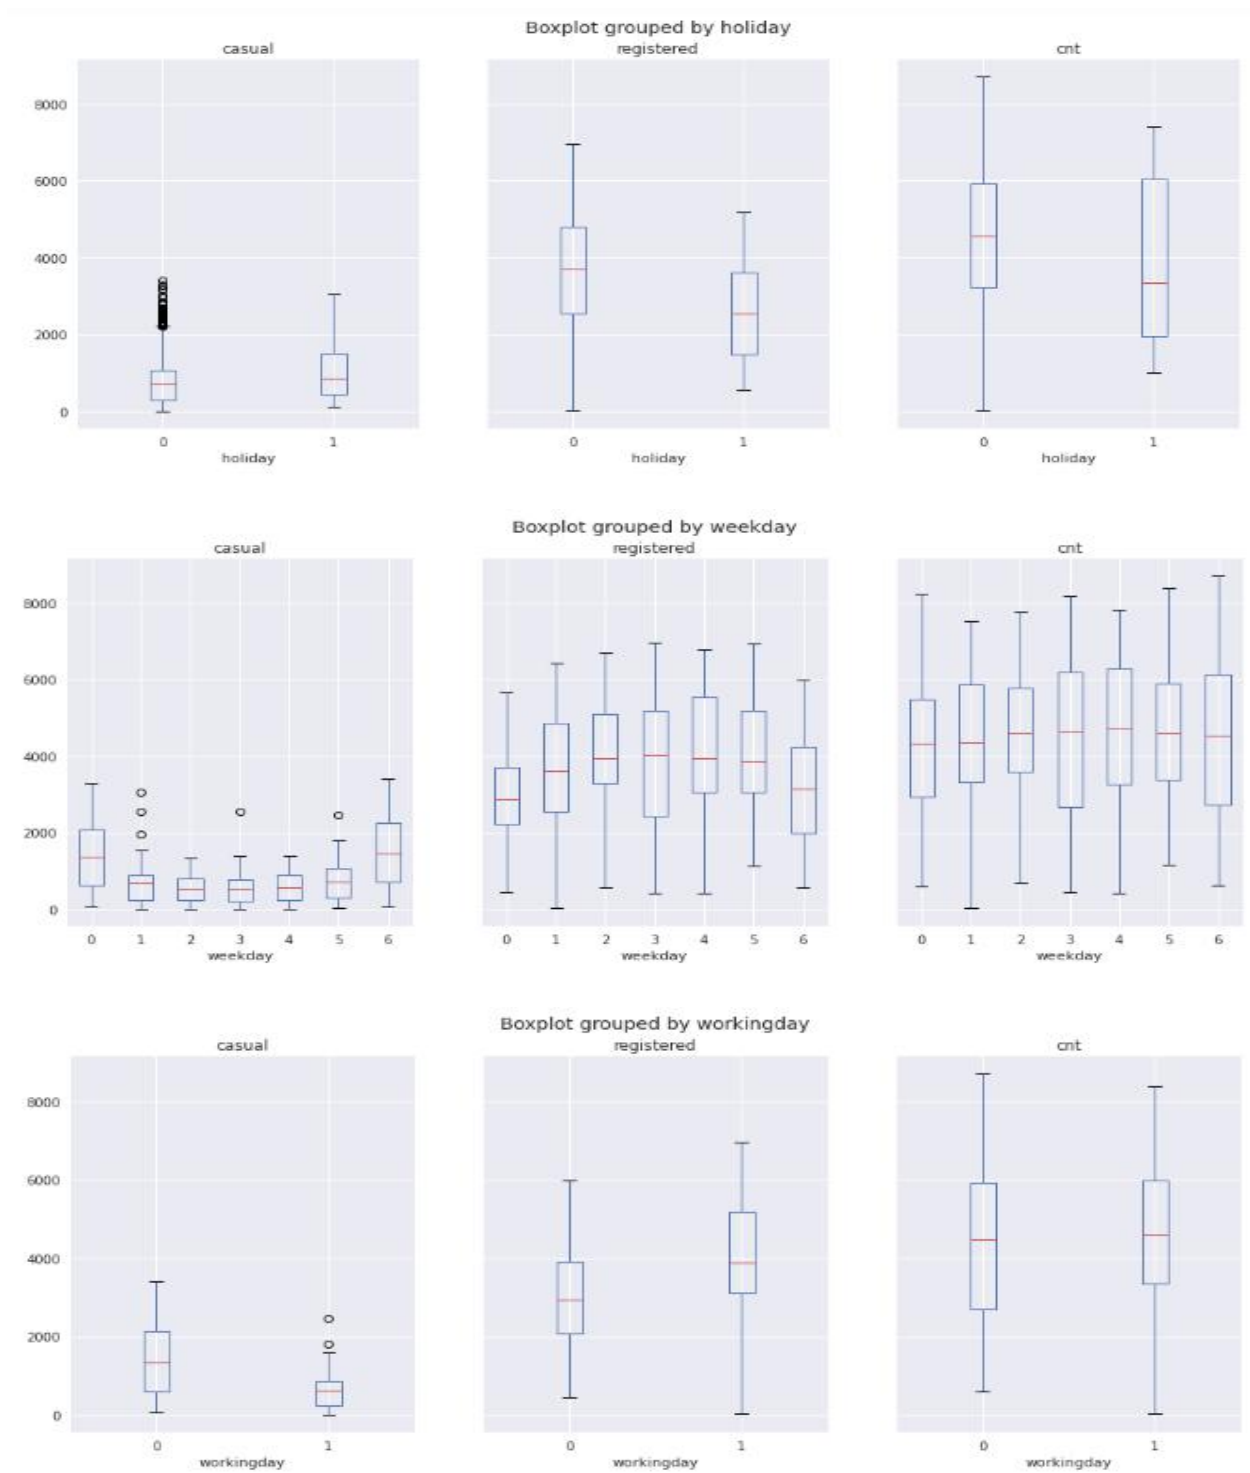 Boxplot grouped by holiday
casual registered cnt
8000
6000
4000
2000
0
0 1 0 1 0 1
holiday holiday holiday
Boxplot grouped by weekday
casual registered cnt
8000
6000
4000
2000
0
0 1 2 3 4 5 6 0 1 2 3 4 5 6 0 1 2 3 4 5 6
weekday weekday weekday
Boxplot grouped by workingday
casual registered cnt
8000
6000
4000
2000
0
0 1 0 1 0 1
workingday workingday workingday